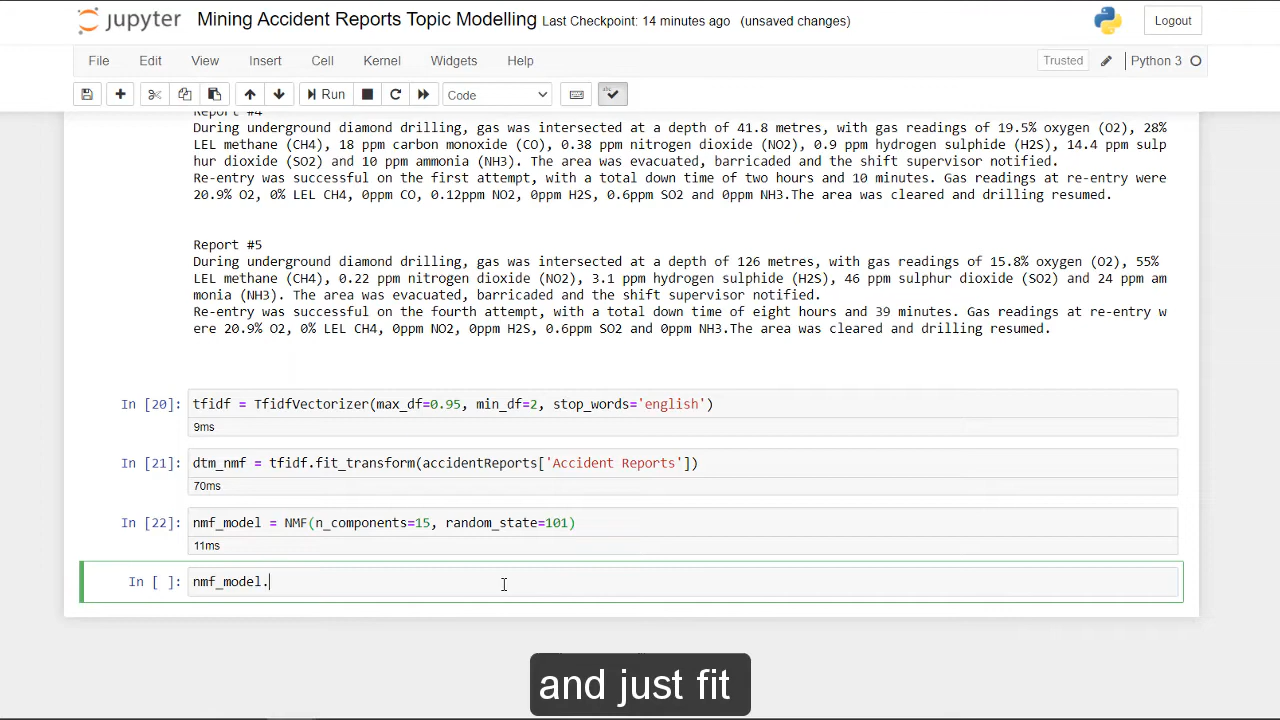 jupyter Mining Accident Reports Topic Modelling Last Checkpoint: 14 minutes ago (unsaved changes) Logout
File Edit View Insert Cell Kernel Widgets Help Trusted Python 3
Run Code
Report #4
During underground diamond drilling, gas was intersected at a depth of 41.8 metres, with gas readings of 19.5% oxygen (O2), 28%
LEL methane (CH4), 18 ppm carbon monoxide (CO), 0.38 ppm nitrogen dioxide (NO2), 0.9 ppm hydrogen sulphide (H2S), 14.4 ppm sulp
hur dioxide (SO2) and 10 ppm ammonia (NH3). The area was evacuated, barricaded and the shift supervisor notified.
Re-entry was successful on the first attempt, with a total down time of two hours and 10 minutes. Gas readings at re-entry were
20.9% O2, 0% LEL CH4, 0ppm CO, 0.12ppm NO2, 0ppm H2S, 0.6ppm SO2 and 0ppm NH3.The area was cleared and drilling resumed.
Report #5
During underground diamond drilling, gas was intersected at a depth of 126 metres, with gas readings of 15.8% oxygen (O2), 55%
LEL methane (CH4), 0.22 ppm nitrogen dioxide (NO2), 3.1 ppm hydrogen sulphide (H2S), 46 ppm sulphur dioxide (SO2) and 24 ppm am
monia (NH3). The area was evacuated, barricaded and the shift supervisor notified.
Re-entry was successful on the fourth attempt, with a total down time of eight hours and 39 minutes. Gas readings at re-entry w
ere 20.9% O2, 0% LEL CH4, 0ppm NO2, 0ppm H2S, 0.6ppm SO2 and 0ppm NH3.The area was cleared and drilling resumed.
In [20]: tfidf = TfidfVectorizer(max_df=0.95, min_df=2, stop_words='english')
9ms
In [21]: dtm_nmf = tfidf.fit_transform(accidentReports['Accident Reports'])
70ms
In [22]: nmf_model = NMF(n_components=15, random_state=101)
11ms
In [ ]: nmf_model.
and just fit